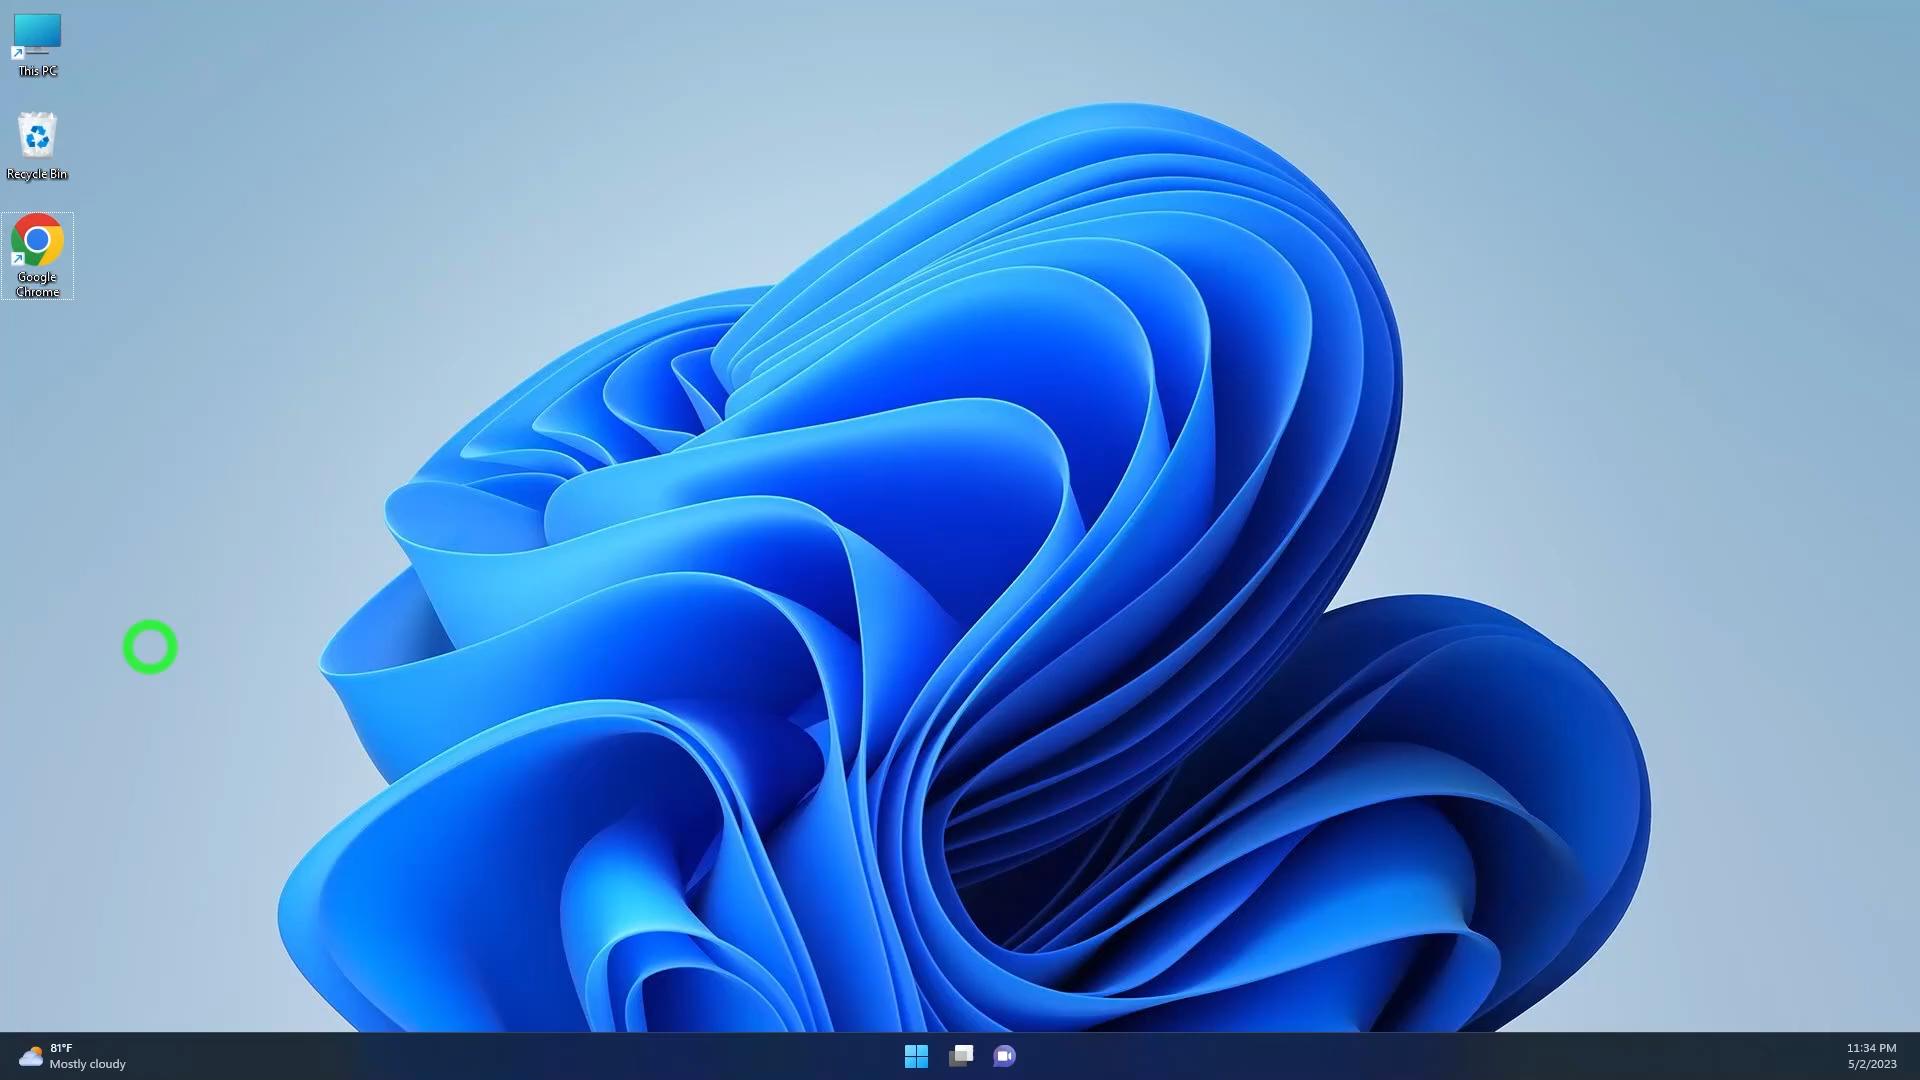 This PC
Recycle Bin
Google
Chrome
81°F
Mostly cloudy
11:34 PM
5/2/2023